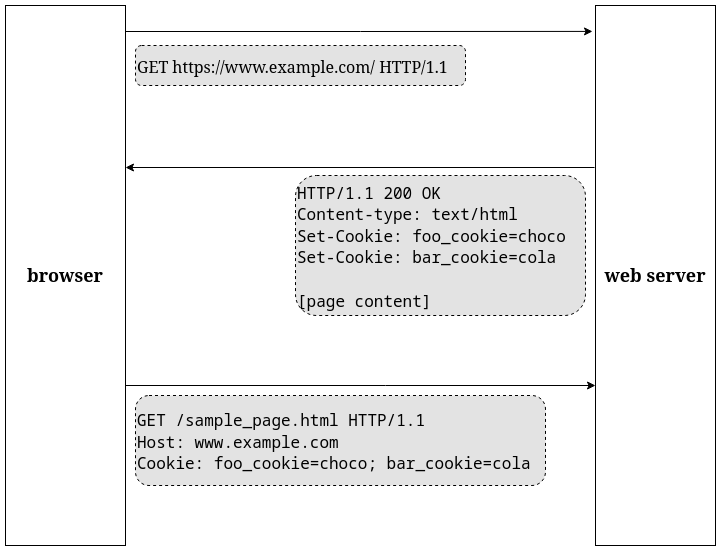 GET https://www.example.com/ HTTP/1.1
HTTP/1.1 200 OK
Content-type: text/html
Set-Cookie: foo_cookie=choco
Set-Cookie: bar_cookie=cola
[page content]
browser
web server
GET /sample_page.html HTTP/1.1
Host: www.example.com
Cookie: foo_cookie=choco; bar_cookie=cola